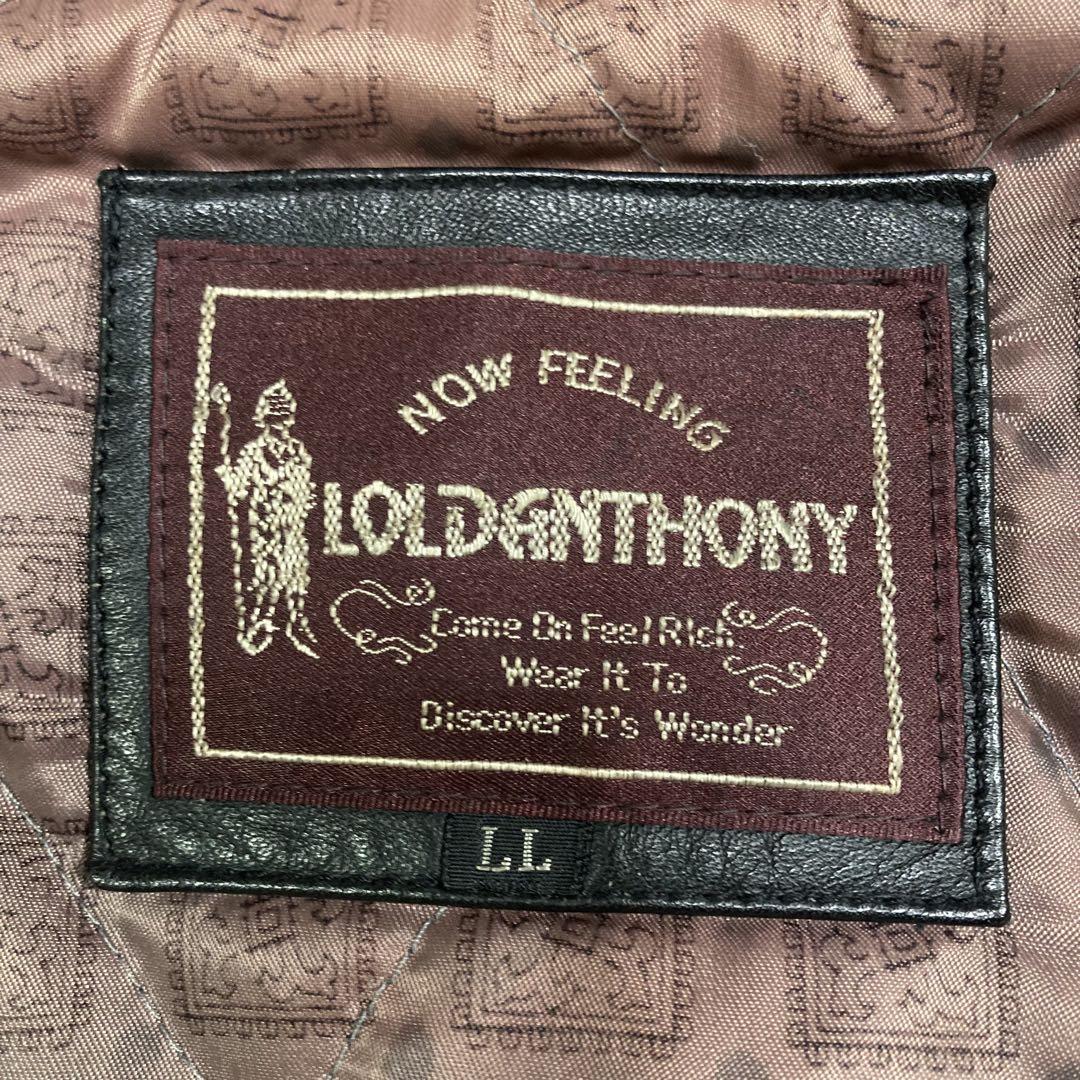 NOW FEELING
LOLDANTHONY
Come On Feel Rich
Wear It To
Discover It's Wonder
LL